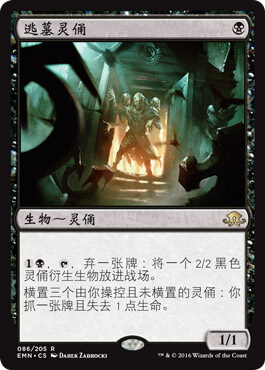 逃墓灵俑
生物～灵俑
1黑，横置，弃一张牌：将一个2/2黑色
灵俑衍生生物放进战场。
横置三个由你操控且未横置的灵俑：你
抓一张牌且失去1点生命。
1/1
086/205 R
EMN • CS DAREK ZABROCKI
™ & © 2016 Wizards of the Coast